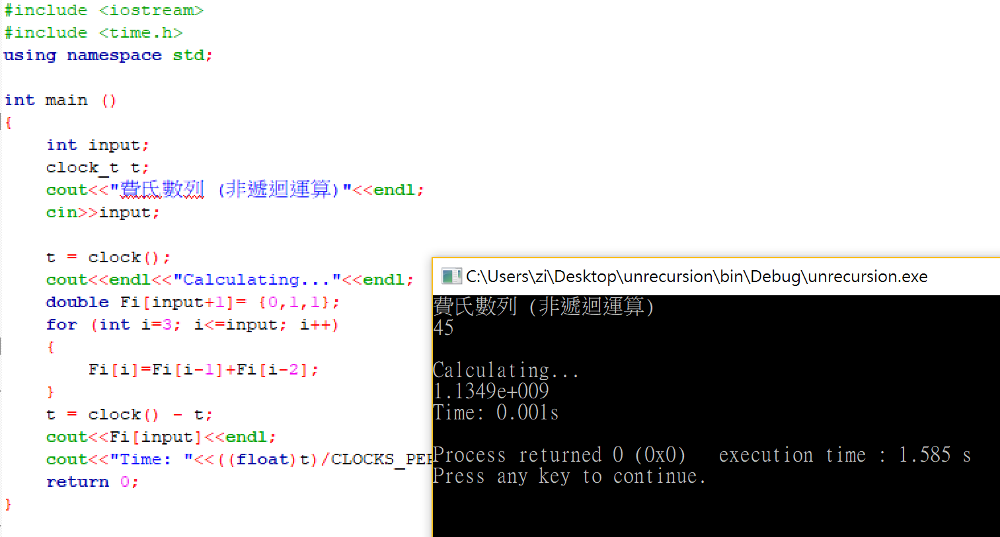 #include <iostream>
#include <time.h>
using namespace std;
int main ()
{
int input;
clock_t t;
cout<<"費氏數列 (非遞迴運算)"<<endl;
cin>>input;
t = clock();
cout<<endl<<"Calculating..."<<endl;
double Fi[input+1]= {0,1,1};
for (int i=3; i<=input; i++)
{
Fi[i]=Fi[i-1]+Fi[i-2];
}
t = clock() - t;
cout<<Fi[input]<<endl;
cout<<"Time: "<<((float)t)/CLOCKS_PER
return 0;
}
C:\Users\zi\Desktop\unrecursion\bin\Debug\unrecursion.exe
費氏數列 (非遞迴運算)
45
Calculating...
1.1349e+009
Time: 0.001s
Process returned 0 (0x0)   execution time : 1.585 s
Press any key to continue.